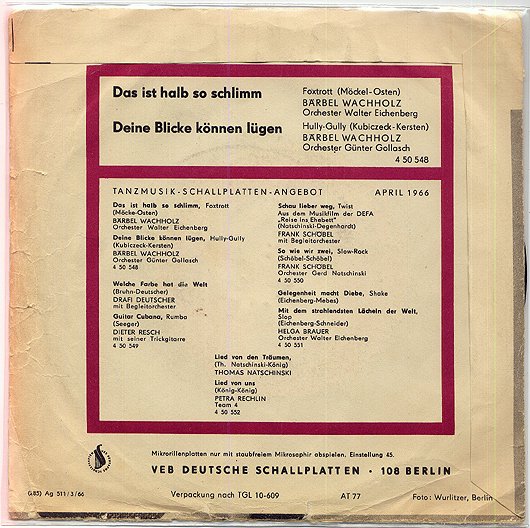 Das ist halb so schlimm
Foxtrott (Möckel-Osten)
BÄRBEL WACHHOLZ
Orchester Walter Eichenberg
Deine Blicke können lügen
Hully-Gully (Kubiczeck-Kersten)
BÄRBEL WACHHOLZ
Orchester Günter Gollasch
4 50 548
TANZMUSIK-SCHALLPLATTEN-ANGEBOT APRIL 1966
Das ist halb so schlimm, Foxtrott
(Möcke-Osten)
BÄRBEL WACHHOLZ
Orchester Walter Eichenberg
Deine Blicke können lügen, Hully-Gully
(Kubiczeck-Kersten)
BÄRBEL WACHHOLZ
Orchester Günter Gollasch
4 50 548
Welche Farbe hat die Welt
(Bruhn-Deutscher)
DRAFI DEUTSCHER
mit Begleitorchester
Guitar Cubana, Rumba
(Seeger)
DIETER RESCH
mit seiner Trickgitarre
4 50 549
Schau lieber weg, Twist
Aus dem Musikfilm der DEFA
„Reise ins Ehebett"
(Natschinski-Degenhardt)
FRANK SCHÖBEL
mit Begleitorchester
So wie wir zwei, Slow-Rock
(Schöbel-Schöbel)
FRANK SCHÖBEL
Orchester Gerd Natschinski
4 50 550
Gelegenheit macht Diebe, Shake
(Eichenberg-Mebes)
Mit dem strahlendsten Lächeln der Welt,
Slop
(Eichenberg-Schneider)
HELGA BRAUER
Orchester Walter Eichenberg
4 50 551
Lied von den Träumen,
(Th. Natschinski-König)
THOMAS NATSCHINSKI
Lied von uns
(König-König)
PETRA RECHLIN
Team 4
4 50 552
Mikrorillenplatten nur mit staubfreiem Mikrosaphir abspielen. Einstellung 45.
VEB DEUTSCHE SCHALLPLATTEN · 108 BERLIN
(G85) Ag 511/3/66
Verpackung nach TGL 10-609
AT 77
Foto: Wurlitzer, Berlin